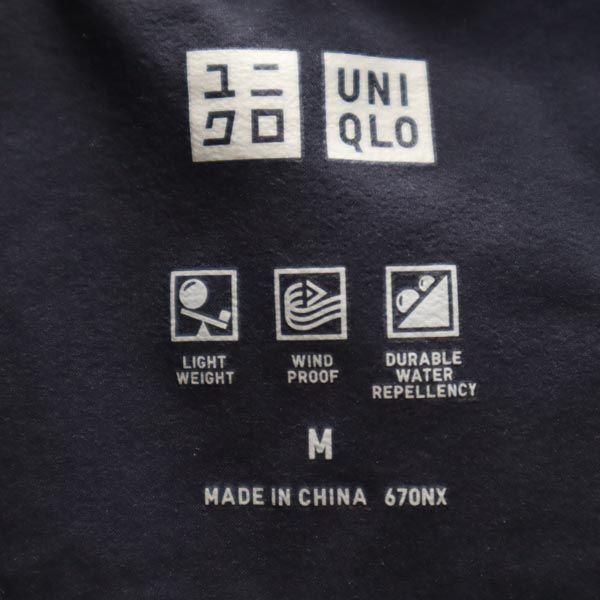 ユニ
クロ
UNI
QLO
LIGHT
WEIGHT
WIND
PROOF
DURABLE
WATER
REPELLENCY
M
MADE IN CHINA 670NX